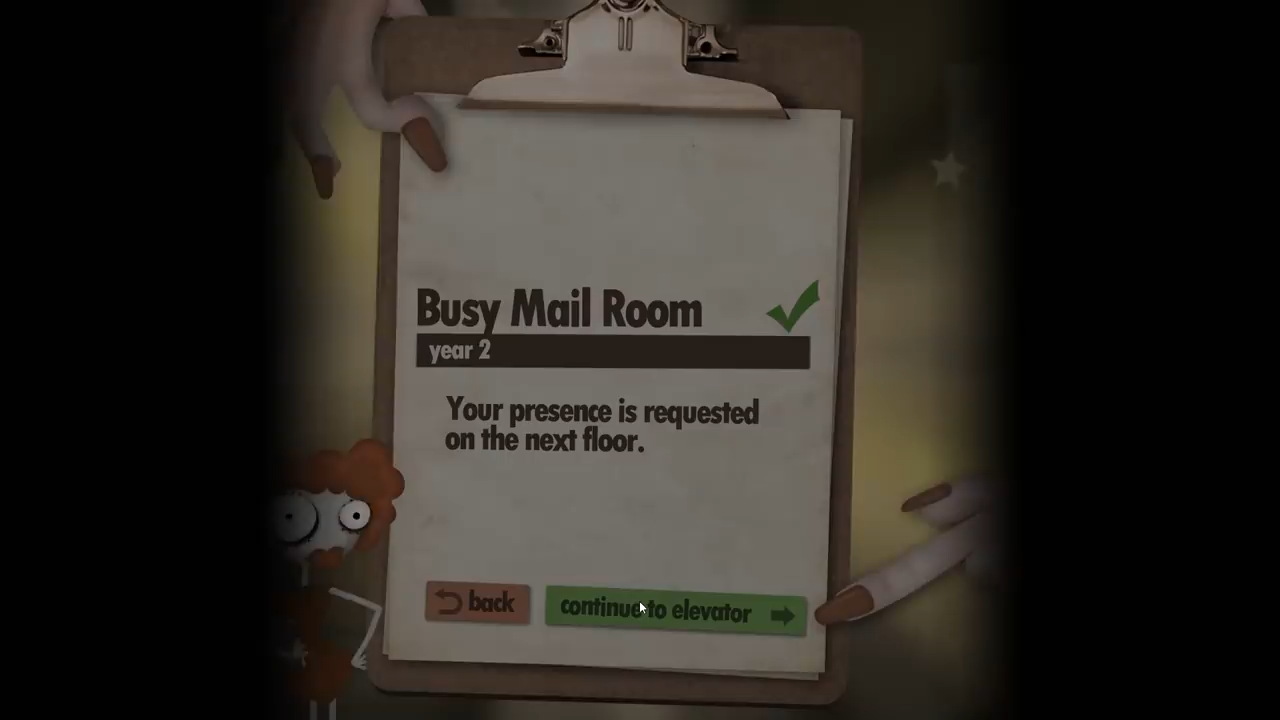 Busy Mail Room
year 2
Your presence is requested
on the next floor.
back
continue to elevator